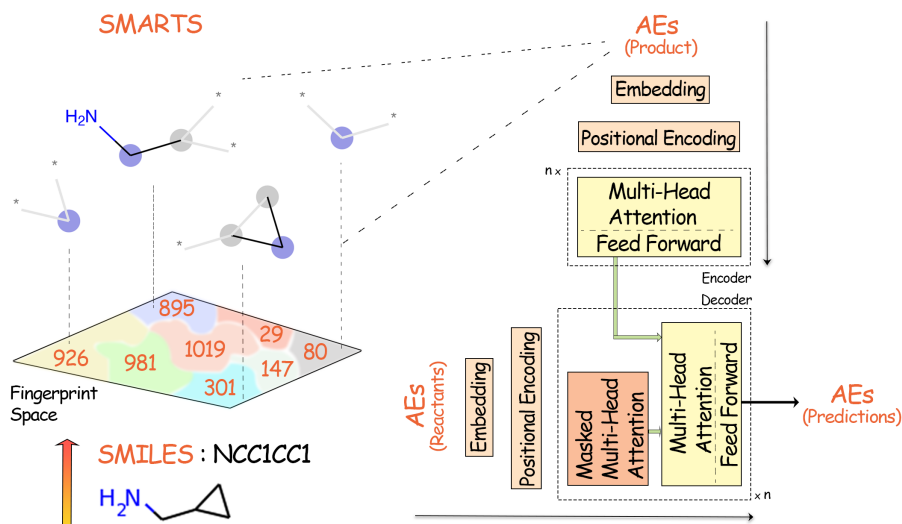 SMARTS
AEs
(Product)
Embedding
Positional Encoding
n x
Multi-Head
Attention
Feed Forward
Encoder
Decoder
H₂N
*
*
*
*
*
*
*
895
29
926
981
1019
80
301
147
Fingerprint
Space
SMILES : NCC1CC1
H₂N
AEs
(Reactants)
Embedding
Positional Encoding
Masked
Multi-Head
Attention
Multi-Head
Attention
Feed Forward
x n
AEs
(Predictions)